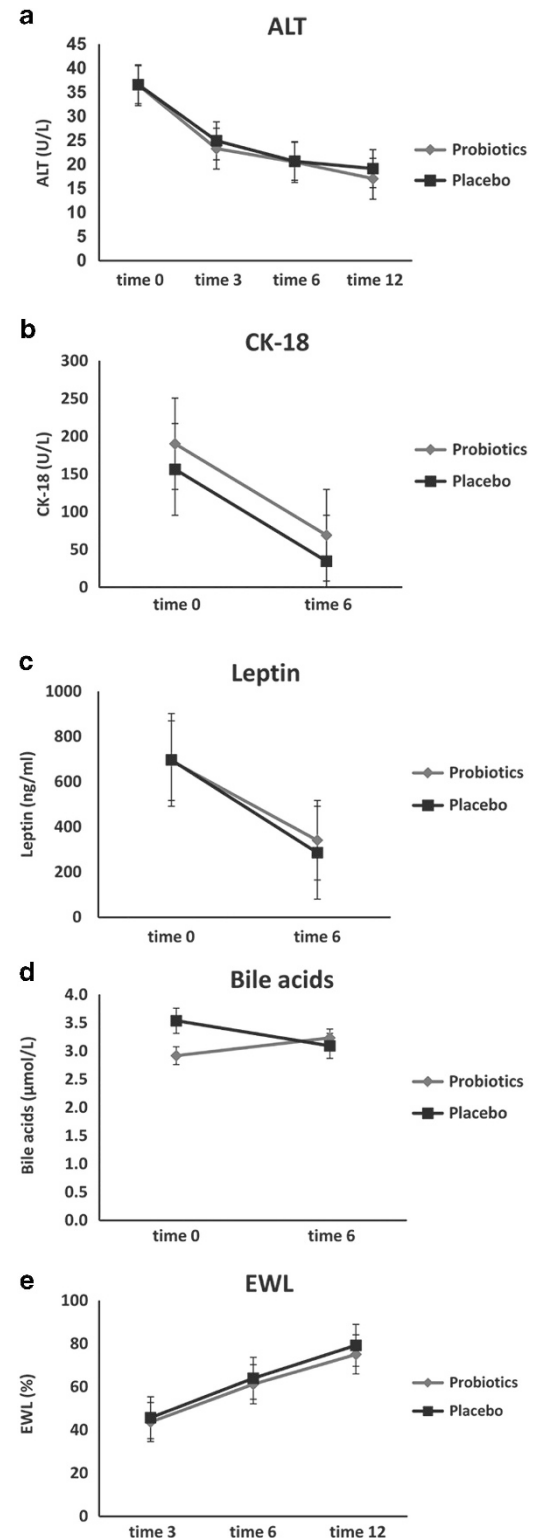 a
ALT
45
40
35
30
25
20
15
10
5
0
ALT (U/L)
time 0 time 3 time 6 time 12
Probiotics
Placebo
b
CK-18
300
250
200
150
100
50
0
CK-18 (U/L)
time 0 time 6
Probiotics
Placebo
c
Leptin
1000
800
600
400
200
0
Leptin (ng/ml)
time 0 time 6
Probiotics
Placebo
d
Bile acids
4.0
3.5
3.0
2.5
2.0
1.5
1.0
0.5
0.0
Bile acids (µmol/L)
time 0 time 6
Probiotics
Placebo
e
EWL
100
80
60
40
20
0
EWL (%)
time 3 time 6 time 12
Probiotics
Placebo